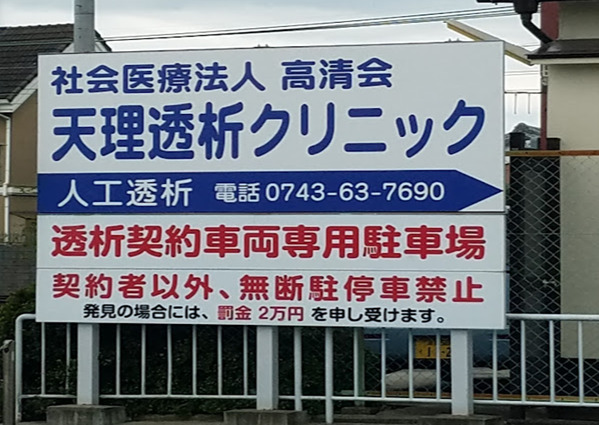 社会医療法人 高清会
天理透析クリニック
人工透析 電話 0743-63-7690
透析契約車両専用駐車場
契約者以外、無断駐停車禁止
発見の場合には、罰金 2万円 を申し受けます。